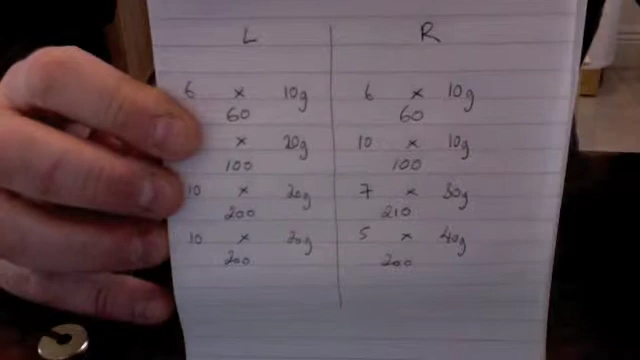 L R
6 x 10g 6 x 10g
60 60
x 20g 10 x 10g
100 100
10 x 20g 7 x 30g
200 210
10 x 20g 5 x 40g
200 200